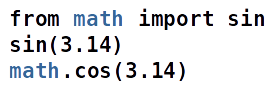 from math import sin
sin(3.14)
math.cos(3.14)